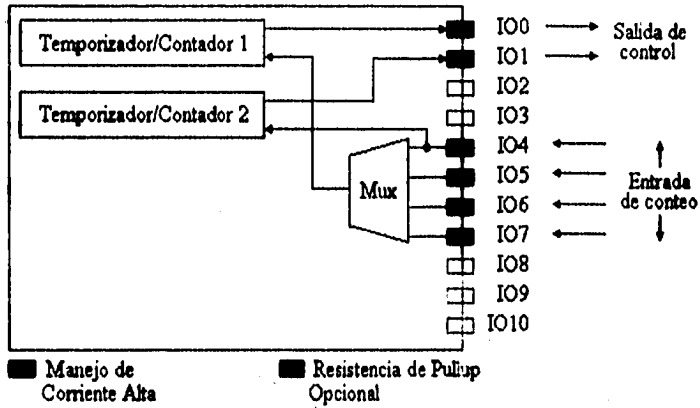 Temporizador/Contador 1
Temporizador/Contador 2
Mux
IO0
IO1
IO2
IO3
IO4
IO5
IO6
IO7
IO8
IO9
IO10
Salida de
control
Entrada
de conteo
Manejo de
Corriente Alta
Resistencia de Pullup
Opcional